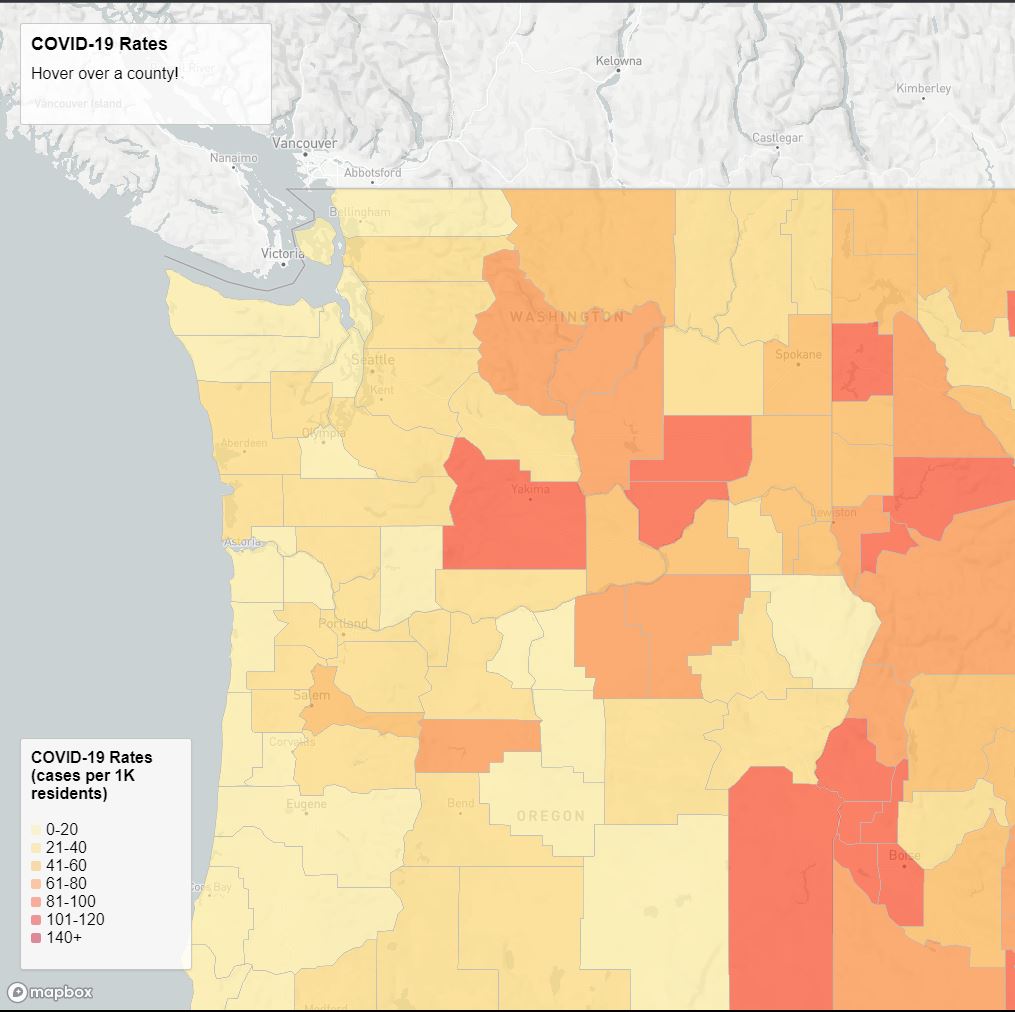 COVID-19 Rates
Hover over a county!
Vancouver Island
River
Kelowna
Kimberley
Vancouver
Castlegar
Nanaimo
Abbotsford
Bellingham
Victoria
WASHINGTON
Seattle
Spokane
Kent
Olympia
Aberdeen
Yakima
Lewiston
Astoria
Portland
Salem
Corvallis
COVID-19 Rates
(cases per 1K
residents)
Eugene
Bend
OREGON
0-20
21-40
41-60
61-80
81-100
101-120
140+
Boise
Coos Bay
Medford
mapbox